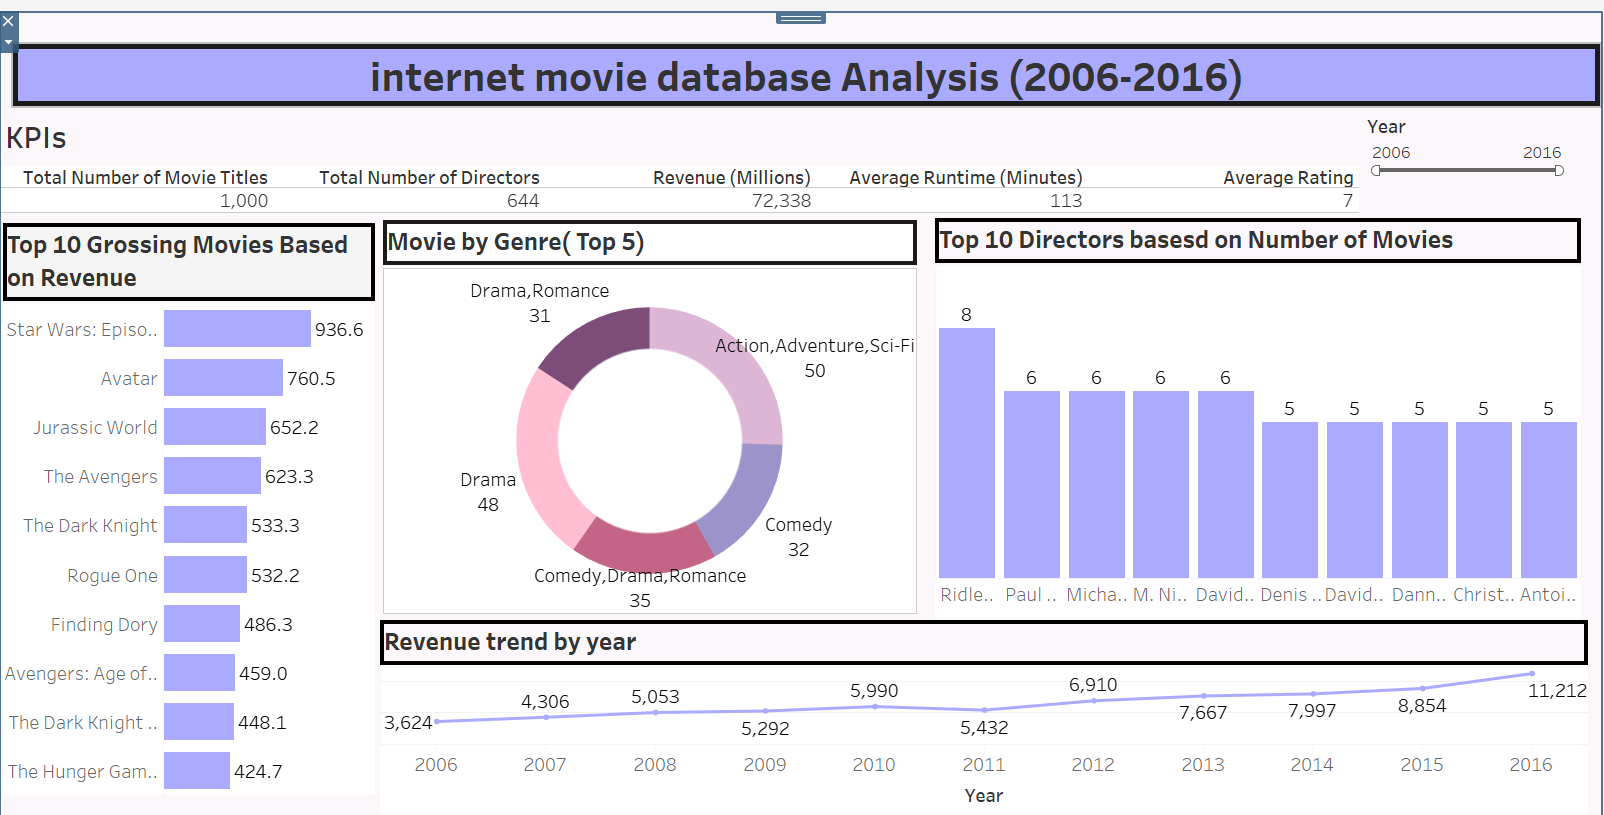 internet movie database Analysis (2006-2016)
KPIs
Year
2006 2016
Total Number of Movie Titles Total Number of Directors Revenue (Millions) Average Runtime (Minutes) Average Rating
1,000 644 72,338 113 7
Top 10 Grossing Movies Based
on Revenue
Star Wars: Episo.. 936.6
Avatar 760.5
Jurassic World 652.2
The Avengers 623.3
The Dark Knight 533.3
Rogue One 532.2
Finding Dory 486.3
Avengers: Age of.. 459.0
The Dark Knight .. 448.1
The Hunger Gam.. 424.7
Movie by Genre( Top 5)
Drama,Romance
31
Action,Adventure,Sci-Fi
50
Drama
48
Comedy
32
Comedy,Drama,Romance
35
Top 10 Directors basesd on Number of Movies
8 6 6 6 6 5 5 5 5 5
Ridle.. Paul .. Micha.. M. Ni.. David.. Denis .. David.. Dann.. Christ.. Antoi..
Revenue trend by year
3,624 4,306 5,053 5,292 5,990 5,432 6,910 7,667 7,997 8,854 11,212
2006 2007 2008 2009 2010 2011 2012 2013 2014 2015 2016
Year